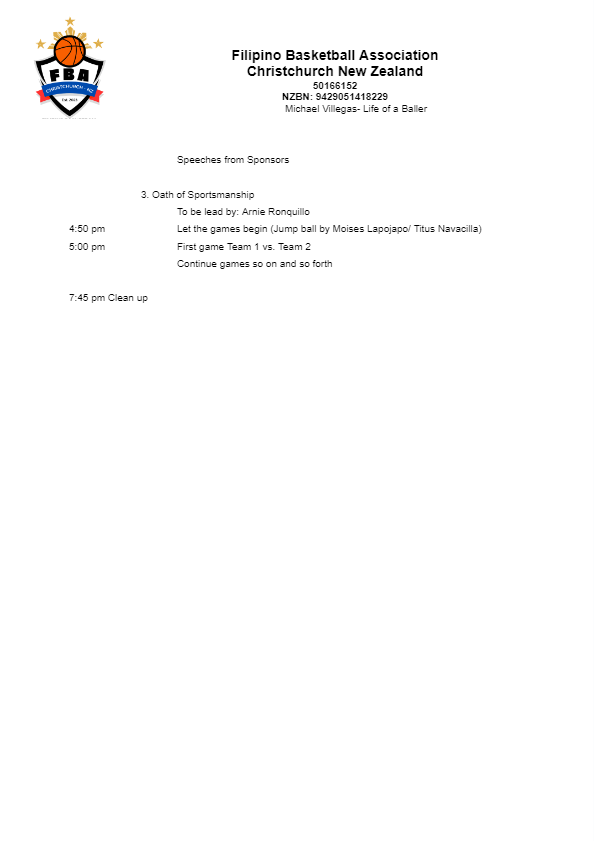 Filipino Basketball Association
Christchurch New Zealand
50166152
NZBN: 9429051418229
Michael Villegas- Life of a Baller
FBA
CHRISTCHURCH - NZ
Speeches from Sponsors
3. Oath of Sportsmanship
To be lead by: Arnie Ronquillo
4:50 pm Let the games begin (Jump ball by Moises Lapojapo/ Titus Navacilla)
5:00 pm First game Team 1 vs. Team 2
Continue games so on and so forth
7:45 pm Clean up